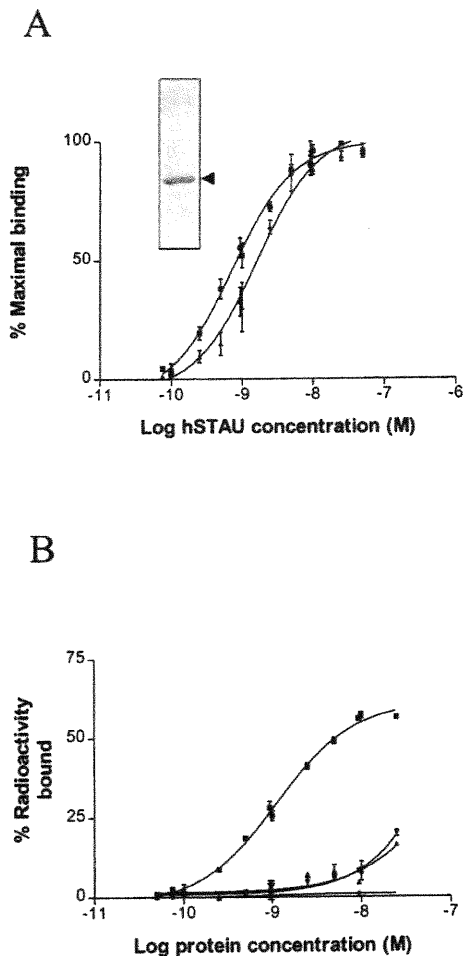 A
% Maximal binding
100
50
0
-11
-10
-9
-8
-7
-6
Log hSTAU concentration (M)
B
% Radioactivity
bound
75
50
25
0
-11
-10
-9
-8
-7
-6
Log protein concentration (M)